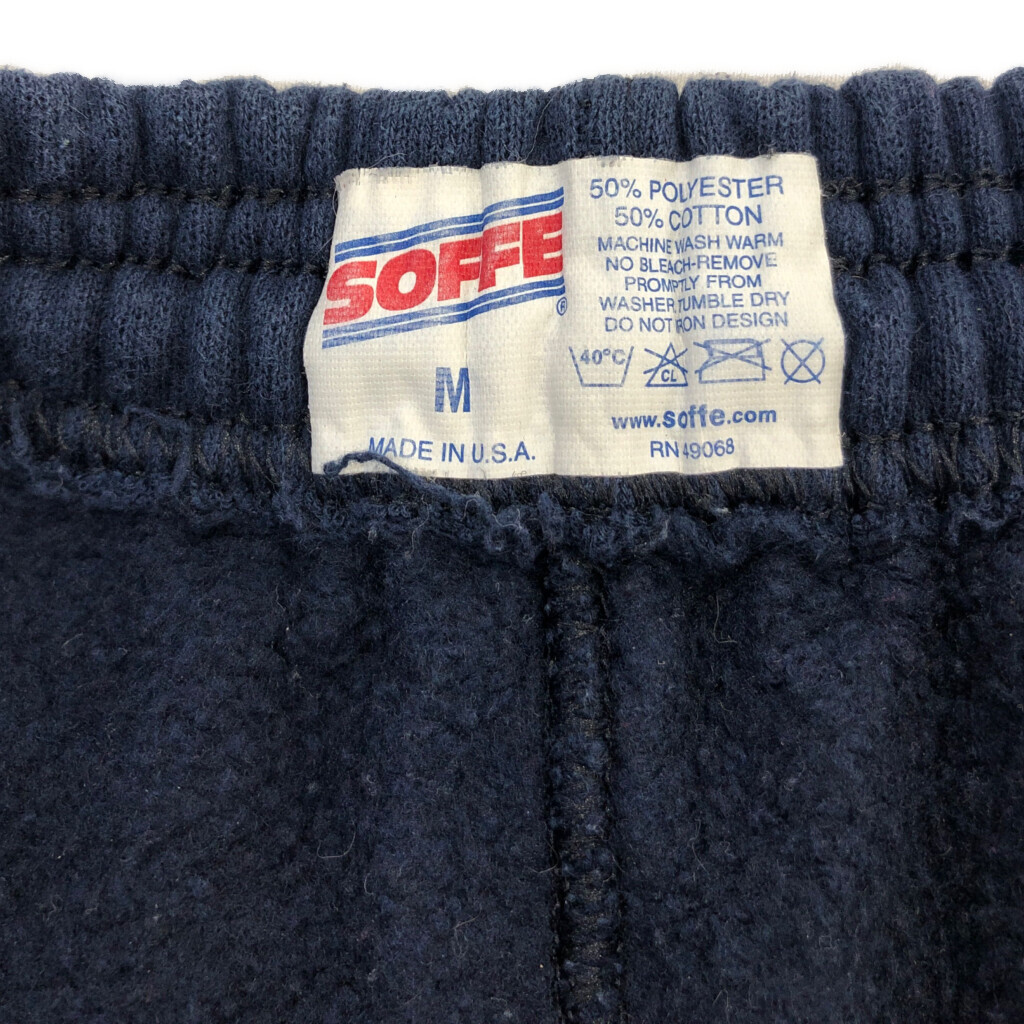 SOFFE
®
M
MADE IN U.S.A.
50% POLYESTER
50% COTTON
MACHINE WASH WARM
NO BLEACH-REMOVE
PROMPTLY FROM
WASHER, TUMBLE DRY
DO NOT IRON DESIGN
40°C
CL
www.soffe.com
RN 49068